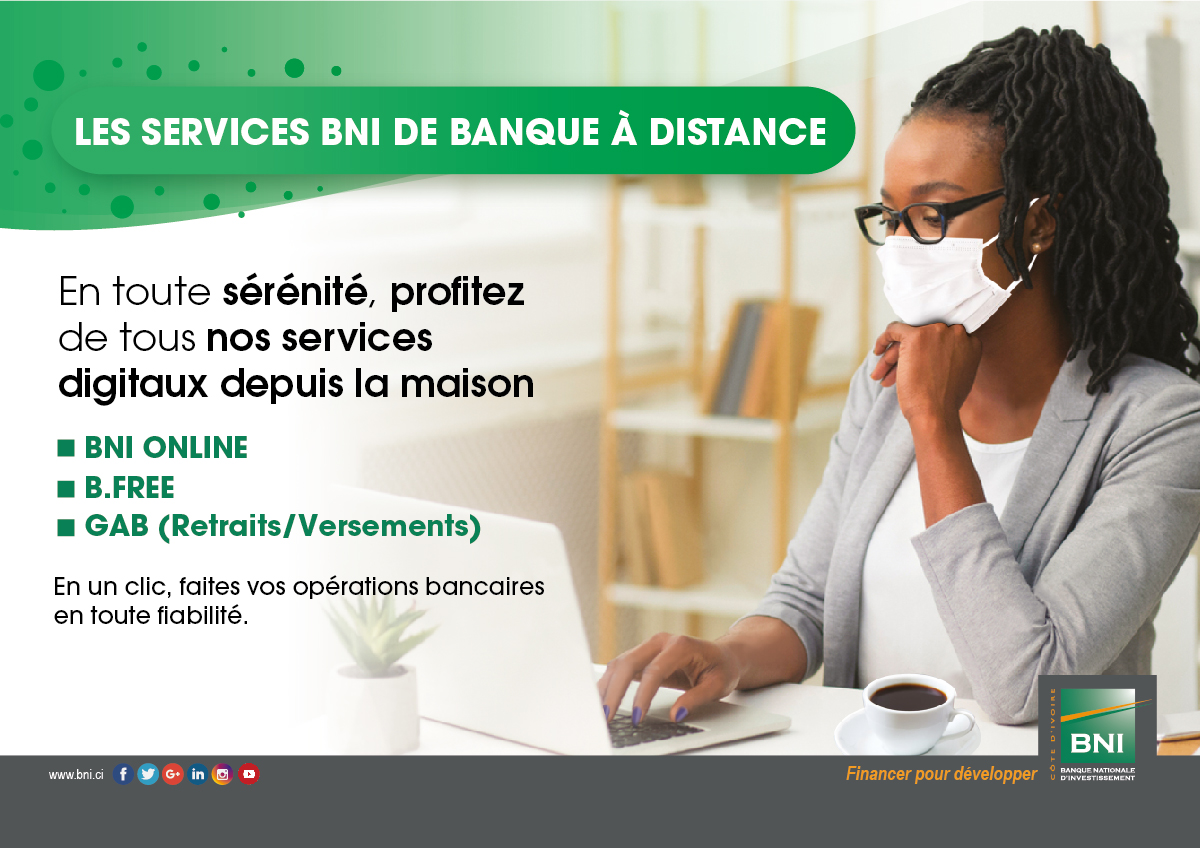 LES SERVICES BNI DE BANQUE À DISTANCE
En toute sérénité, profitez
de tous nos services
digitaux depuis la maison
BNI ONLINE
B.FREE
GAB (Retraits/Versements)
En un clic, faites vos opérations bancaires
en toute fiabilité.
www.bni.ci
Financer pour développer
CÔTE D'IVOIRE
BNI
BANQUE NATIONALE
D'INVESTISSEMENT